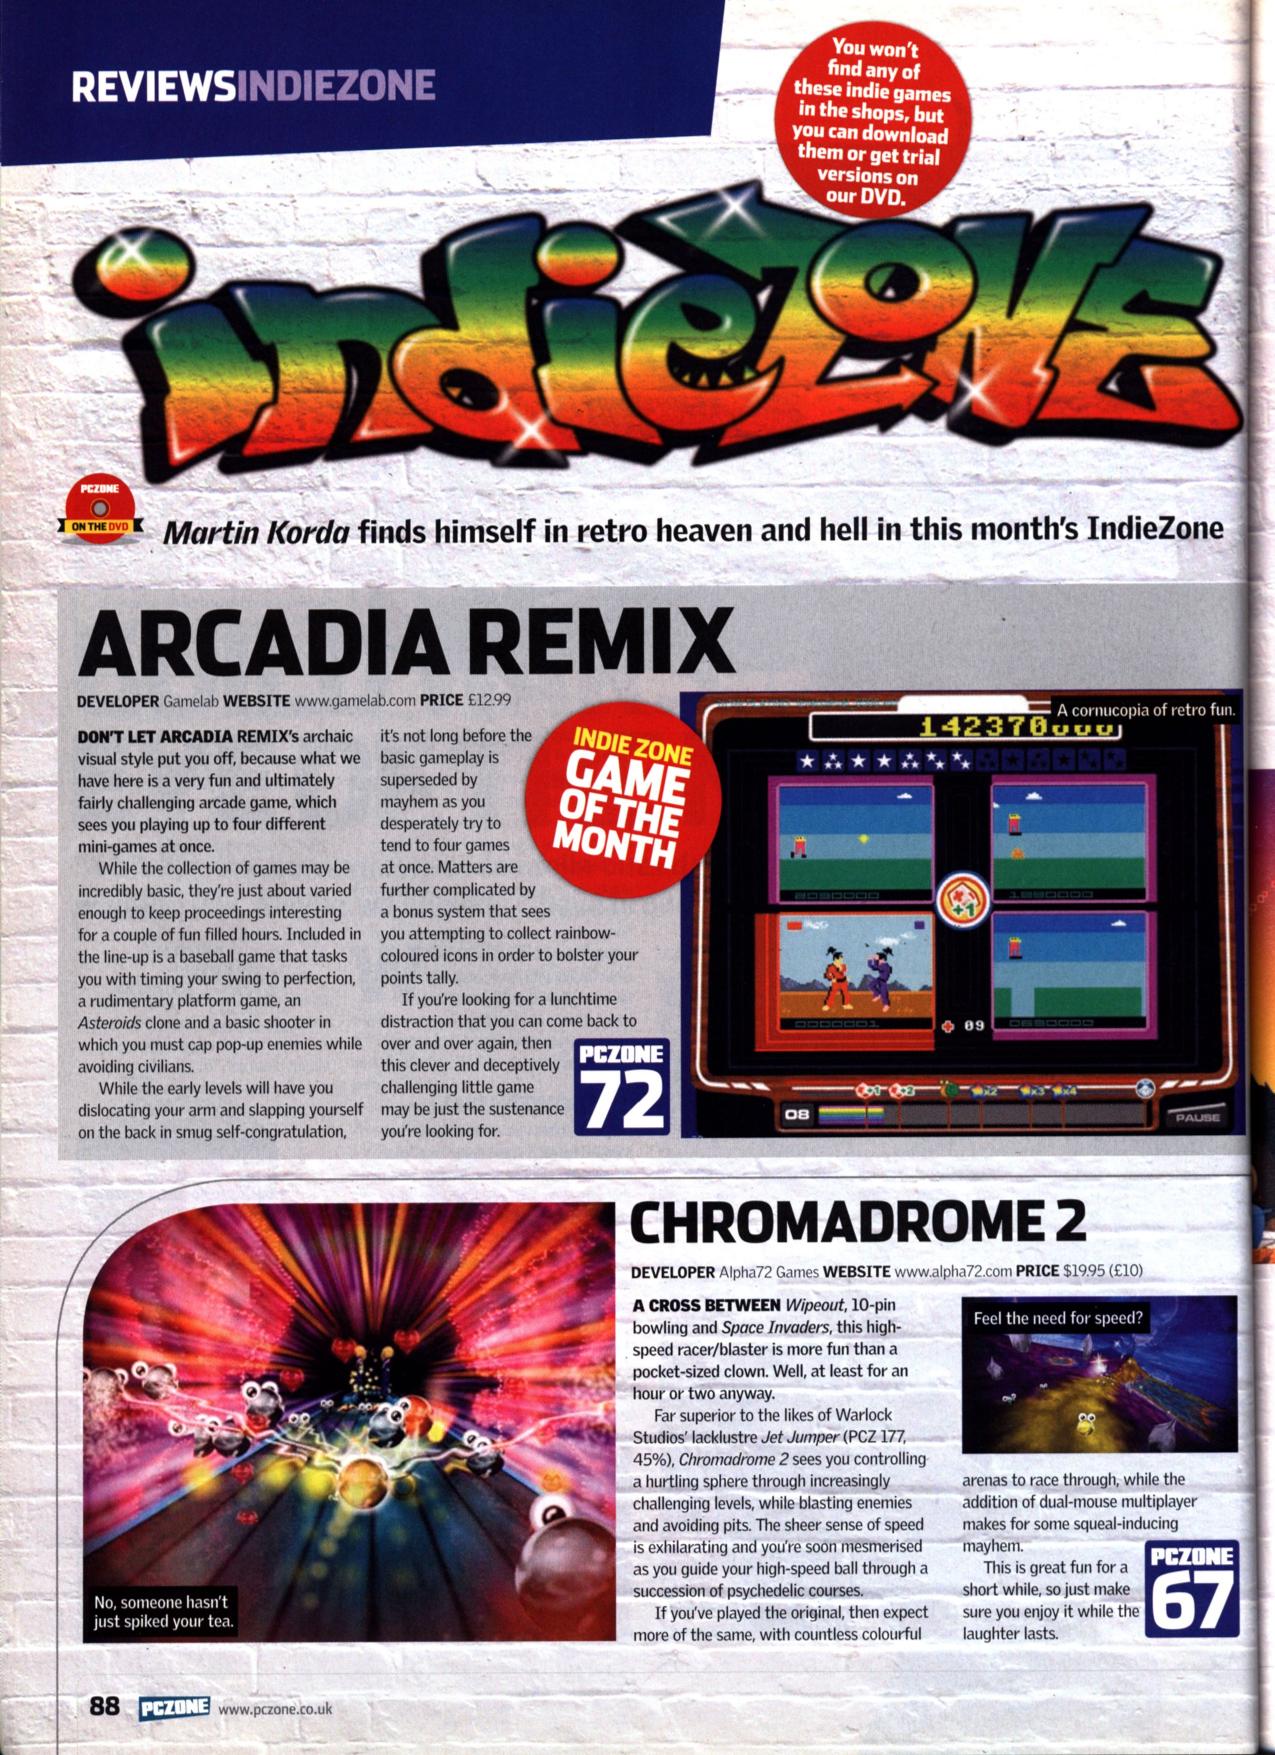 REVIEWSINDIEZONE
You won't
find any of
these indie games
in the shops, but
you can download
them or get trial
versions on
our DVD.
indieZONE
PCZONE
ON THE DVD
Martin Korda finds himself in retro heaven and hell in this month's IndieZone
ARCADIA REMIX
DEVELOPER Gamelab WEBSITE www.gamelab.com PRICE £12.99
DON'T LET ARCADIA REMIX's archaic
visual style put you off, because what we
have here is a very fun and ultimately
fairly challenging arcade game, which
sees you playing up to four different
mini-games at once.
While the collection of games may be
incredibly basic, they're just about varied
enough to keep proceedings interesting
for a couple of fun filled hours. Included in
the line-up is a baseball game that tasks
you with timing your swing to perfection,
a rudimentary platform game, an
Asteroids clone and a basic shooter in
which you must cap pop-up enemies while
avoiding civilians.
While the early levels will have you
dislocating your arm and slapping yourself
on the back in smug self-congratulation,
it's not long before the
basic gameplay is
superseded by
mayhem as you
desperately try to
tend to four games
at once. Matters are
further complicated by
a bonus system that sees
you attempting to collect rainbow-
coloured icons in order to bolster your
points tally.
If you're looking for a lunchtime
distraction that you can come back to
over and over again, then
this clever and deceptively
challenging little game
may be just the sustenance
you're looking for.
INDIE ZONE
GAME
OF THE
MONTH
PCZONE
72
A cornucopia of retro fun.
142370000
2090000
1890000
+1
0000001
09
0690000
+1 +2 x2 x3 x4
08
PAUSE
CHROMADROME 2
DEVELOPER Alpha72 Games WEBSITE www.alpha72.com PRICE $19.95 (£10)
A CROSS BETWEEN Wipeout, 10-pin
bowling and Space Invaders, this high-
speed racer/blaster is more fun than a
pocket-sized clown. Well, at least for an
hour or two anyway.
Far superior to the likes of Warlock
Studios' lacklustre Jet Jumper (PCZ 177,
45%), Chromadrome 2 sees you controlling
a hurtling sphere through increasingly
challenging levels, while blasting enemies
and avoiding pits. The sheer sense of speed
is exhilarating and you're soon mesmerised
as you guide your high-speed ball through a
succession of psychedelic courses.
If you've played the original, then expect
more of the same, with countless colourful
Feel the need for speed?
arenas to race through, while the
addition of dual-mouse multiplayer
makes for some squeal-inducing
mayhem.
This is great fun for a
short while, so just make
sure you enjoy it while the
laughter lasts.
PCZONE
67
No, someone hasn't
just spiked your tea.
88 PCZONE www.pczone.co.uk